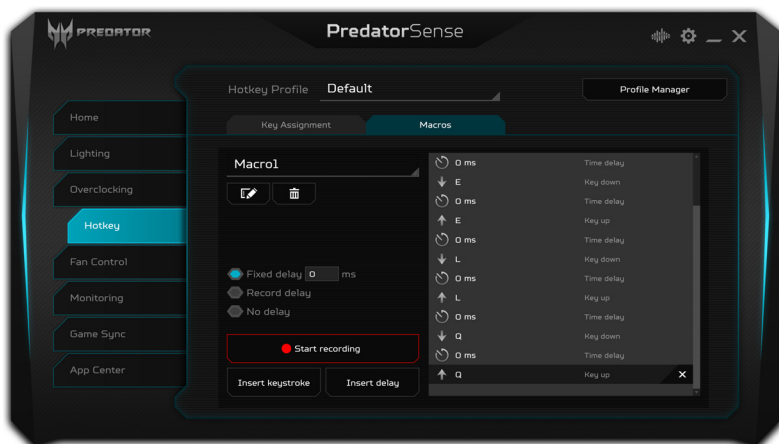 PREDATOR
PredatorSense
Hotkey Profile Default
Profile Manager
Home
Lighting
Overclocking
Hotkey
Fan Control
Monitoring
Game Sync
App Center
Key Assignment
Macros
Macro1
Fixed delay 0 ms
Record delay
No delay
Start recording
Insert keystroke
Insert delay
0 ms Time delay
E Key down
0 ms Time delay
E Key up
0 ms Time delay
L Key down
0 ms Time delay
L Key up
0 ms Time delay
Q Key down
0 ms Time delay
Q Key up